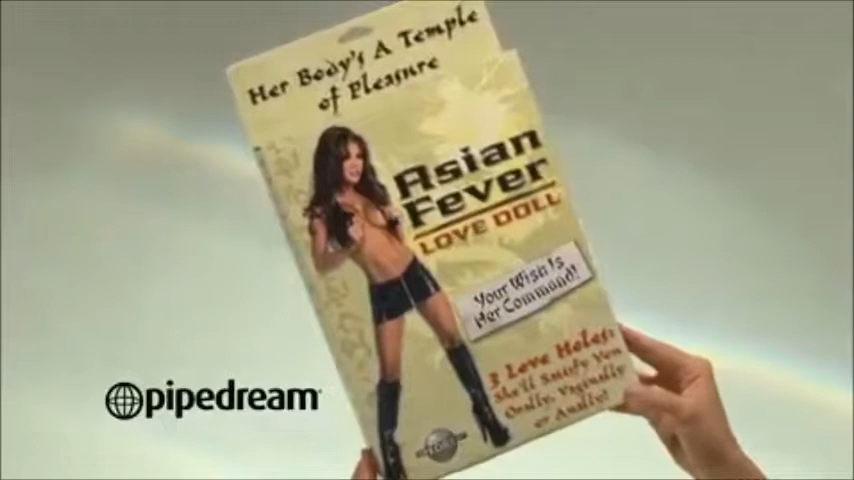 Her Body's A Temple
of Pleasure
Asian
Fever
LOVE DOLL
Your Wish Is
Her Command!
3 Love Holes:
She'll Satisfy You
Orally, Vaginally
or Anally!
pipedream